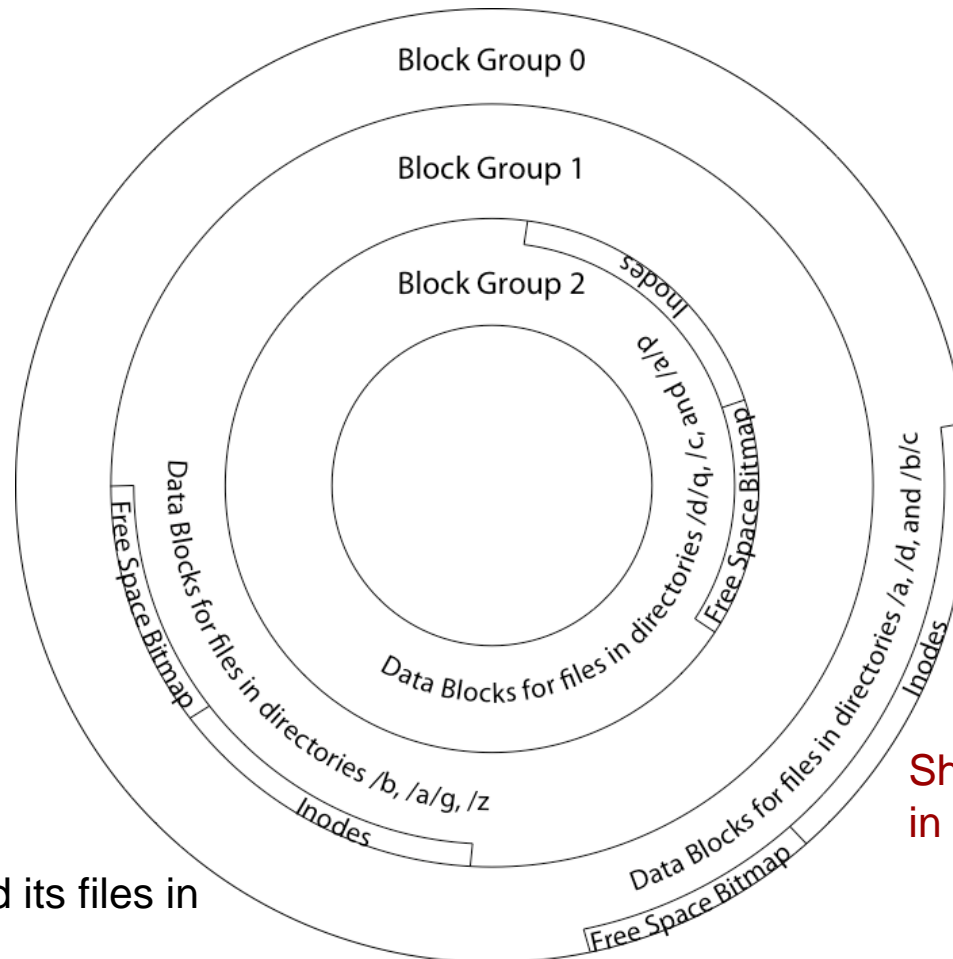 Block Group 0
Block Group 1
Block Group 2
Inodes
Free Space Bitmap
Data Blocks for files in directories /d/q, /c, and /a/p
Free Space Bitmap
Inodes
Data Blocks for files in directories /b, /a/g, /z
Data Blocks for files in directories /a, /d, and /b/c
Inodes
Free Space Bitmap
Sh
in
d its files in